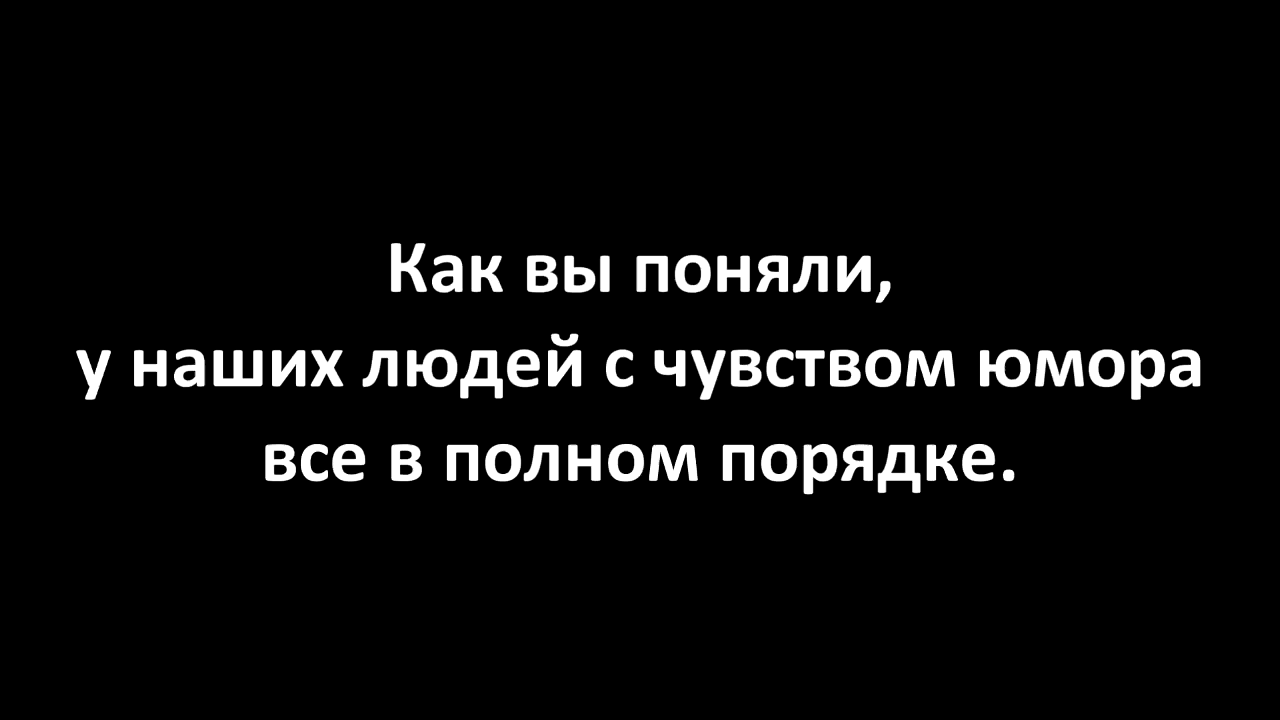 Как вы поняли,
у наших людей с чувством юмора
все в полном порядке.